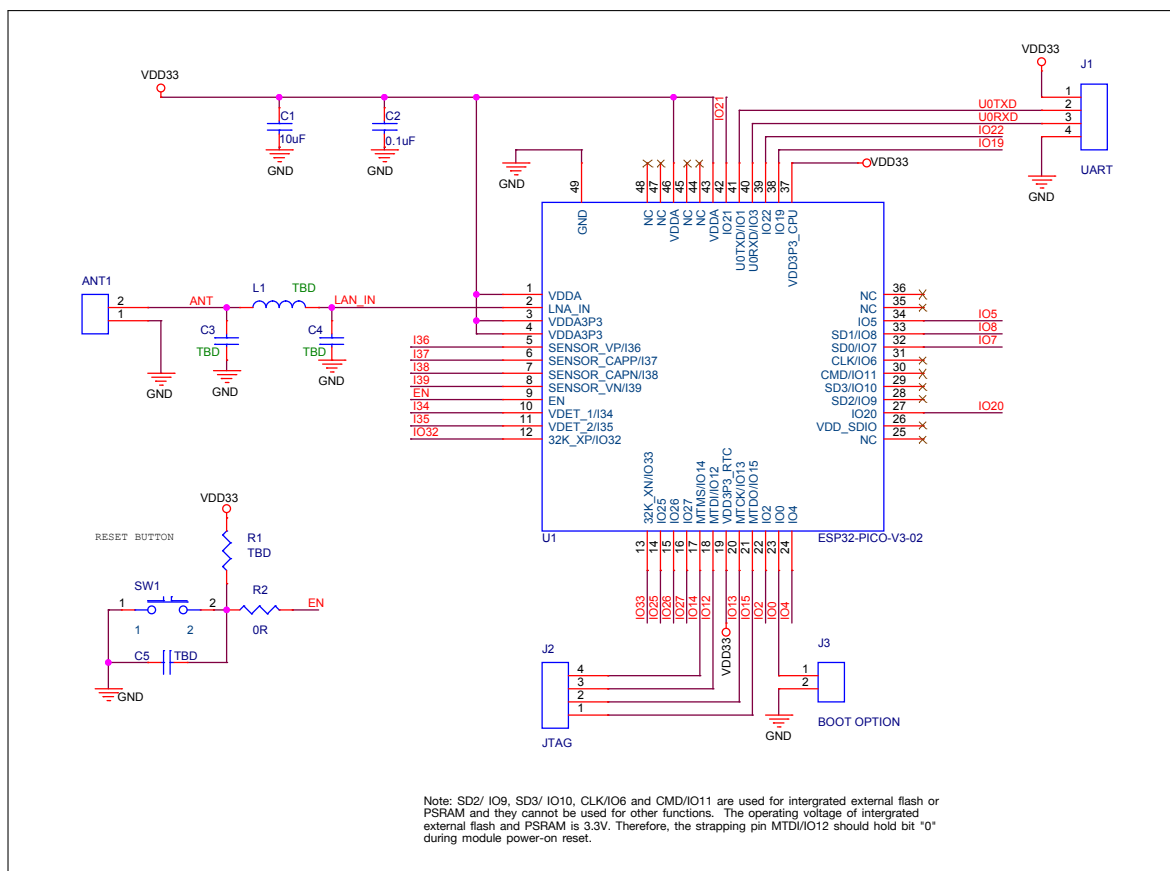 VDD33
J1
VDD33
1
2
3
4
U0TXD
U0RXD
IO22
IO19
UART
GND
C1
10uF
GND
C2
0.1uF
GND
IO21
VDD33
GND
49
48
47
46
45
44
43
42
41
40
39
38
37
GND
NC
NC
VDDA
NC
NC
VDDA
IO21
U0TXD/IO1
U0RXD/IO3
IO22
IO19
VDD3P3_CPU
ANT1
2
1
ANT
L1
TBD
LAN_IN
C3
TBD
GND
C4
TBD
GND
GND
1 VDDA
2 LNA_IN
3 VDDA3P3
4 VDDA3P3
I36 5 SENSOR_VP/I36
I37 6 SENSOR_CAPP/I37
I38 7 SENSOR_CAPN/I38
I39 8 SENSOR_VN/I39
EN 9 EN
I34 10 VDET_1/I34
I35 11 VDET_2/I35
IO32 12 32K_XP/IO32
NC 36
NC 35
IO5 34 IO5
SD1/IO8 33 IO8
SD0/IO7 32 IO7
CLK/IO6 31
CMD/IO11 30
SD3/IO10 29
SD2/IO9 28
IO20 27 IO20
VDD_SDIO 26
NC 25
32K_XN/IO33
IO25
IO26
IO27
MTMS/IO14
MTDI/IO12
VDD3P3_RTC
MTCK/IO13
MTDO/IO15
IO2
IO0
IO4
U1
ESP32-PICO-V3-02
13
14
15
16
17
18
19
20
21
22
23
24
IO33
IO25
IO26
IO27
IO14
IO12
IO13
IO15
IO2
IO0
IO4
VDD33
VDD33
RESET BUTTON
R1
TBD
SW1
1
2
1
2
R2
0R
EN
C5
TBD
GND
J2
4
3
2
1
JTAG
J3
1
2
GND
BOOT OPTION
Note: SD2/ IO9, SD3/ IO10, CLK/IO6 and CMD/IO11 are used for intergrated external flash or
PSRAM and they cannot be used for other functions. The operating voltage of intergrated
external flash and PSRAM is 3.3V. Therefore, the strapping pin MTDI/IO12 should hold bit "0"
during module power-on reset.